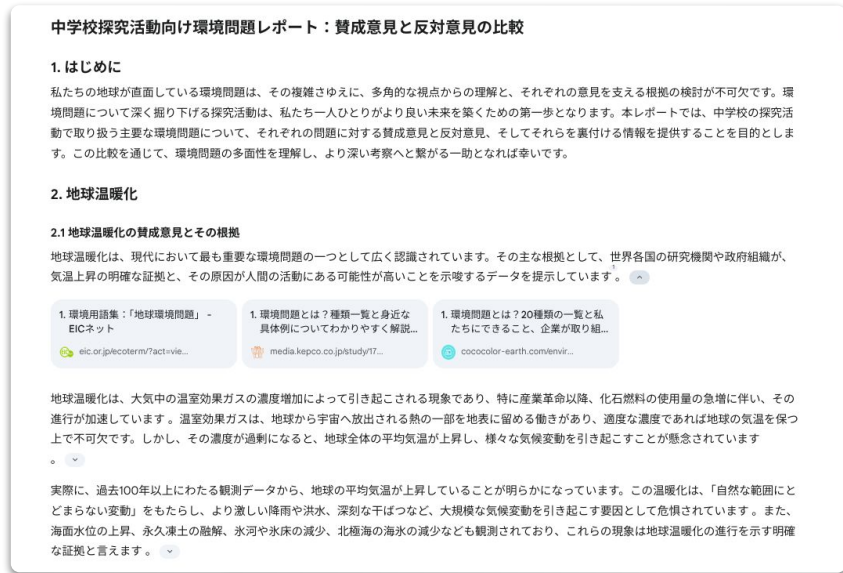 中学校探究活動向け環境問題レポート：賛成意見と反対意見の比較
1. はじめに
私たちの地球が直面している環境問題は、その複雑さゆえに、多角的な視点からの理解と、それぞれの意見を支える根拠の検討が不可欠です。環
境問題について深く掘り下げる探究活動は、私たち一人ひとりがより良い未来を築くための第一歩となります。本レポートでは、中学校の探究活
動で取り扱う主要な環境問題について、それぞれの問題に対する賛成意見と反対意見、そしてそれらを裏付ける情報を提供することを目的としま
す。この比較を通じて、環境問題の多面性を理解し、より深い考察へと繋がる一助となれば幸いです。
2. 地球温暖化
2.1 地球温暖化の賛成意見とその根拠
地球温暖化は、現代において最も重要な環境問題の一つとして広く認識されています。その主な根拠として、世界各国の研究機関や政府組織が、
気温上昇の明確な証拠と、その原因が人間の活動にある可能性が高いことを示唆するデータを提示しています 1。
1. 環境用語集：「地球環境問題」 -
EICネット
eic.or.jp/ecoterm/?act=vie...
1. 環境問題とは？種類一覧と身近な
具体例についてわかりやすく解説...
media.kepco.co.jp/study/17...
1. 環境問題とは？20種類の一覧と私
たちにできること、企業が取り組...
cococolor-earth.com/envir...
地球温暖化は、大気中の温室効果ガスの濃度増加によって引き起こされる現象であり、特に産業革命以降、化石燃料の使用量の急増に伴い、その
進行が加速しています 。温室効果ガスは、地球から宇宙へ放出される熱の一部を地表に留める働きがあり、適度な濃度であれば地球の気温を保つ
上で不可欠です。しかし、その濃度が過剰になると、地球全体の平均気温が上昇し、様々な気候変動を引き起こすことが懸念されています
。
実際に、過去100年以上にわたる観測データから、地球の平均気温が上昇していることが明らかになっています。この温暖化は、「自然な範囲にと
どまらない変動」をもたらし、より激しい降雨や洪水、深刻な干ばつなど、大規模な気候変動を引き起こす要因として危惧されています 。また、
海面水位の上昇、永久凍土の融解、氷河や氷床の減少、北極海の海氷の減少なども観測されており、これらの現象は地球温暖化の進行を示す明確
な証拠と言えます 。